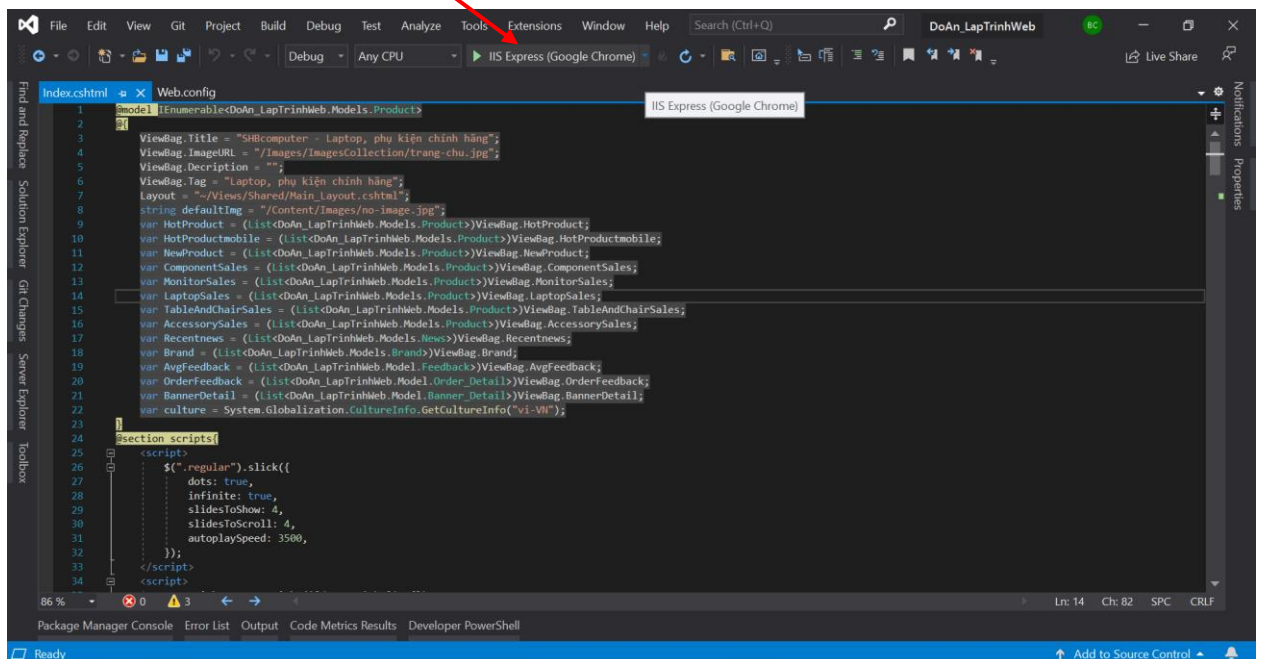 File Edit View Git Project Build Debug Test Analyze Tools Extensions Window Help Search (Ctrl+Q) DoAn_LapTrinhWeb BC
Debug Any CPU IIS Express (Google Chrome) Live Share
Index.cshtml Web.config
IIS Express (Google Chrome)
Find and Replace
Solution Explorer
Git Changes
Server Explorer
Toolbox
Notifications
Properties
1 @model IEnumerable<DoAn_LapTrinhWeb.Models.Product>
2 @{
3 ViewBag.Title = "SHBcomputer - Laptop, phụ kiện chính hãng";
4 ViewBag.ImageURL = "/Images/ImagesCollection/trang-chu.jpg";
5 ViewBag.Decription = "";
6 ViewBag.Tag = "Laptop, phụ kiện chính hãng";
7 Layout = "~/Views/Shared/Main_Layout.cshtml";
8 string defaultImg = "/Content/Images/no-image.jpg";
9 var HotProduct = (List<DoAn_LapTrinhWeb.Models.Product>)ViewBag.HotProduct;
10 var HotProductmobile = (List<DoAn_LapTrinhWeb.Models.Product>)ViewBag.HotProductmobile;
11 var NewProduct = (List<DoAn_LapTrinhWeb.Models.Product>)ViewBag.NewProduct;
12 var ComponentSales = (List<DoAn_LapTrinhWeb.Models.Product>)ViewBag.ComponentSales;
13 var MonitorSales = (List<DoAn_LapTrinhWeb.Models.Product>)ViewBag.MonitorSales;
14 var LaptopSales = (List<DoAn_LapTrinhWeb.Models.Product>)ViewBag.LaptopSales;
15 var TableAndChairSales = (List<DoAn_LapTrinhWeb.Models.Product>)ViewBag.TableAndChairSales;
16 var AccessorySales = (List<DoAn_LapTrinhWeb.Models.Product>)ViewBag.AccessorySales;
17 var Recentnews = (List<DoAn_LapTrinhWeb.Models.News>)ViewBag.Recentnews;
18 var Brand = (List<DoAn_LapTrinhWeb.Models.Brand>)ViewBag.Brand;
19 var AvgFeedback = (List<DoAn_LapTrinhWeb.Model.Feedback>)ViewBag.AvgFeedback;
20 var OrderFeedback = (List<DoAn_LapTrinhWeb.Model.Order_Detail>)ViewBag.OrderFeedback;
21 var BannerDetail = (List<DoAn_LapTrinhWeb.Model.Banner_Detail>)ViewBag.BannerDetail;
22 var culture = System.Globalization.CultureInfo.GetCultureInfo("vi-VN");
23 }
24 @section scripts{
25 <script>
26 $(".regular").slick({
27 dots: true,
28 infinite: true,
29 slidesToShow: 4,
30 slidesToScroll: 4,
31 autoplaySpeed: 3500,
32 });
33 </script>
34 <script>
86 % 0 3 Ln: 14 Ch: 82 SPC CRLF
Package Manager Console Error List Output Code Metrics Results Developer PowerShell
Ready Add to Source Control